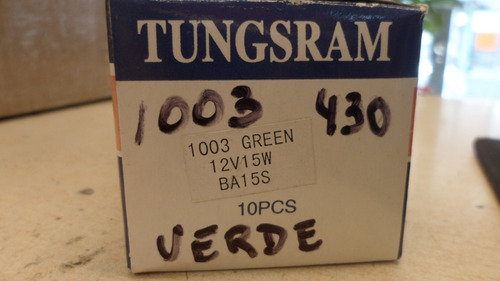 TUNGSRAM
1003 430
1003 GREEN
12V15W
BA15S
10PCS
VERDE